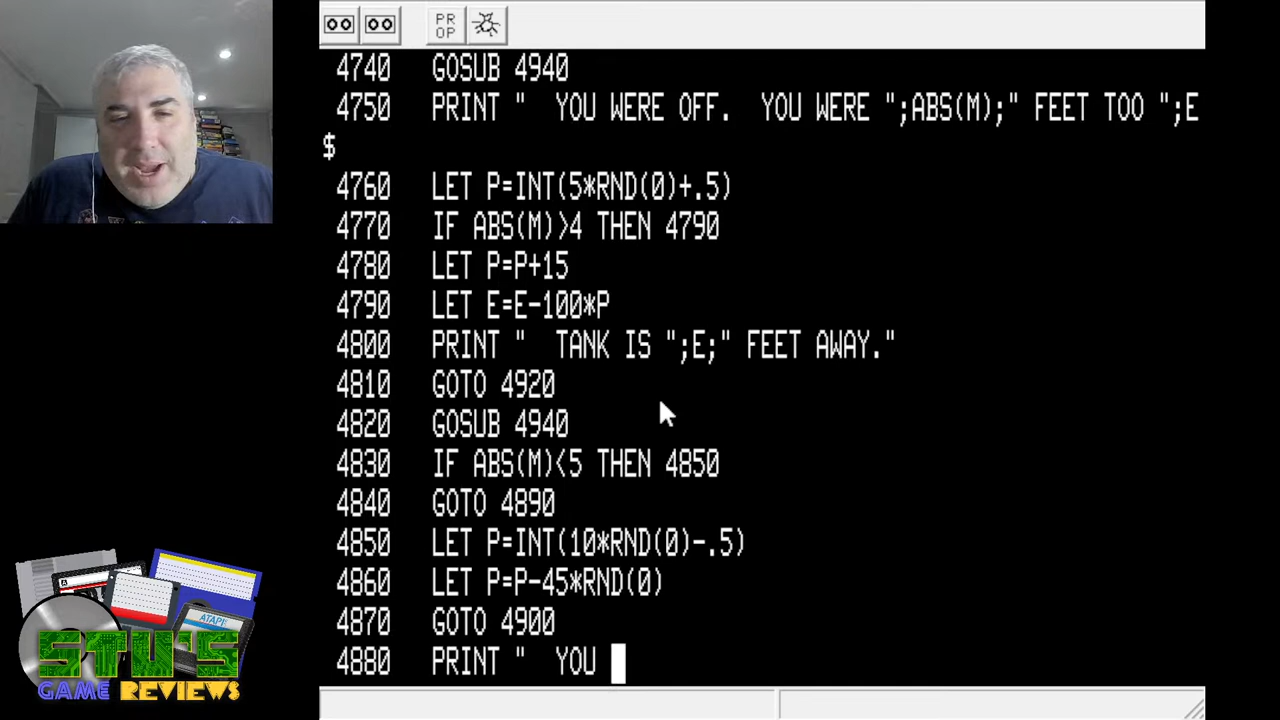 PR
OP
4740 GOSUB 4940
4750 PRINT "  YOU WERE OFF.  YOU WERE ";ABS(M);" FEET TOO ";E
$
4760 LET P=INT(5*RND(0)+.5)
4770 IF ABS(M)>4 THEN 4790
4780 LET P=P+15
4790 LET E=E-100*P
4800 PRINT "  TANK IS ";E;" FEET AWAY."
4810 GOTO 4920
4820 GOSUB 4940
4830 IF ABS(M)<5 THEN 4850
4840 GOTO 4890
4850 LET P=INT(10*RND(0)-.5)
4860 LET P=P-45*RND(0)
4870 GOTO 4900
4880 PRINT "  YOU
STU'S
GAME REVIEWS